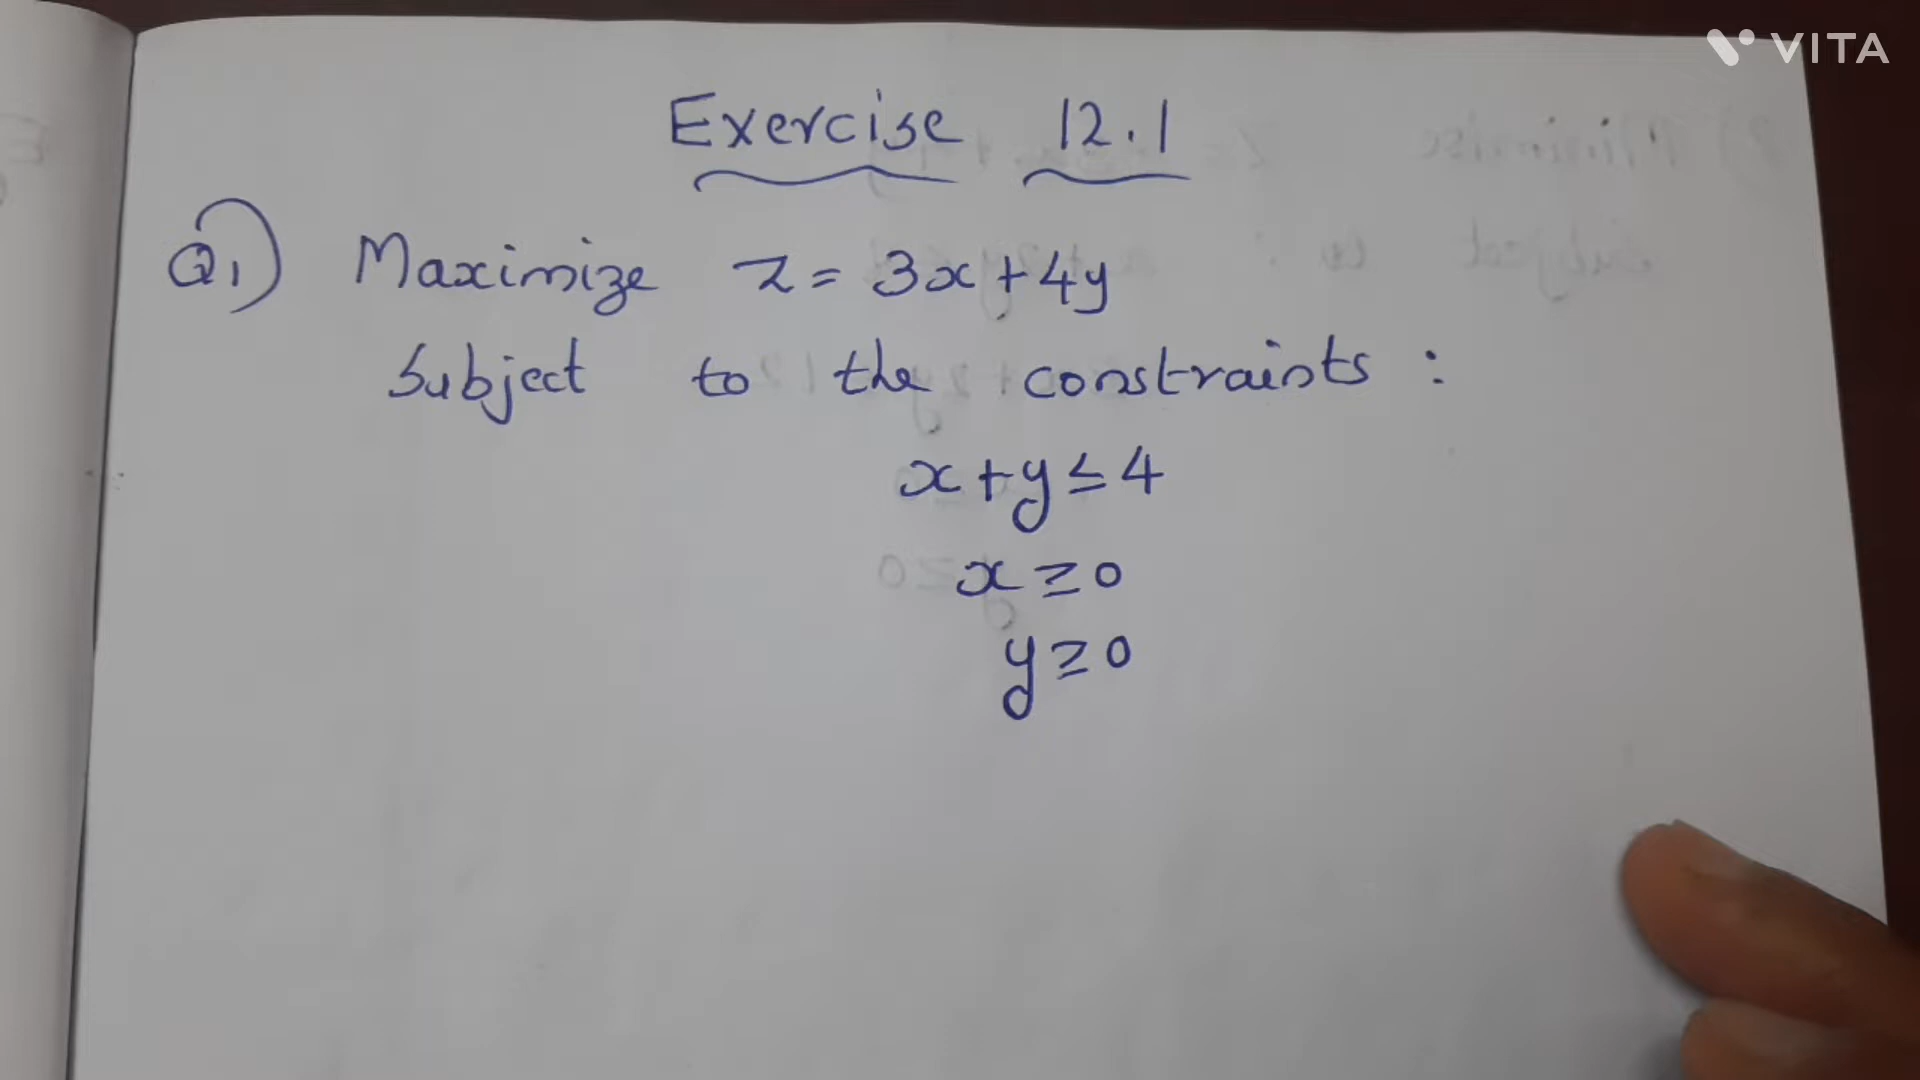 VITA
Exercise 12.1
Q1) Maximize Z = 3x+4y
Subject to the constraints :
x+y≤4
x≥0
y≥0